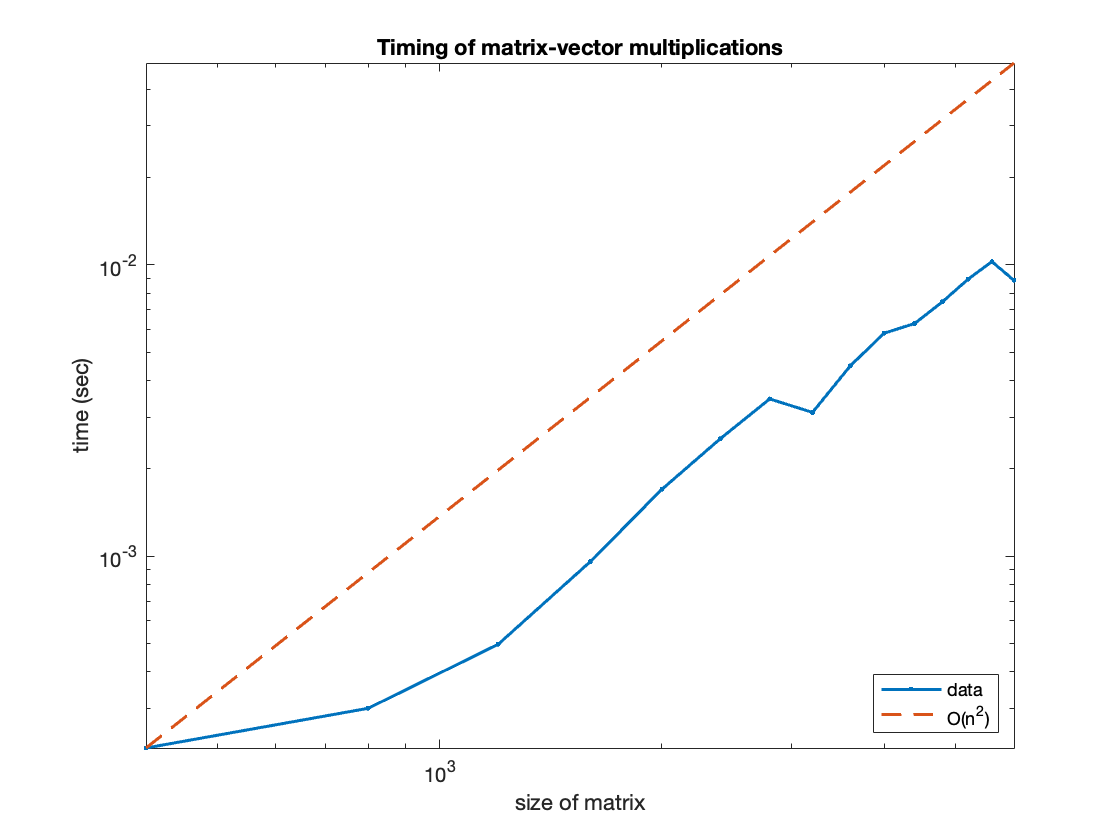 Timing of matrix-vector multiplications
time (sec)
10^-2
10^-3
10^3
size of matrix
data
O(n^2)